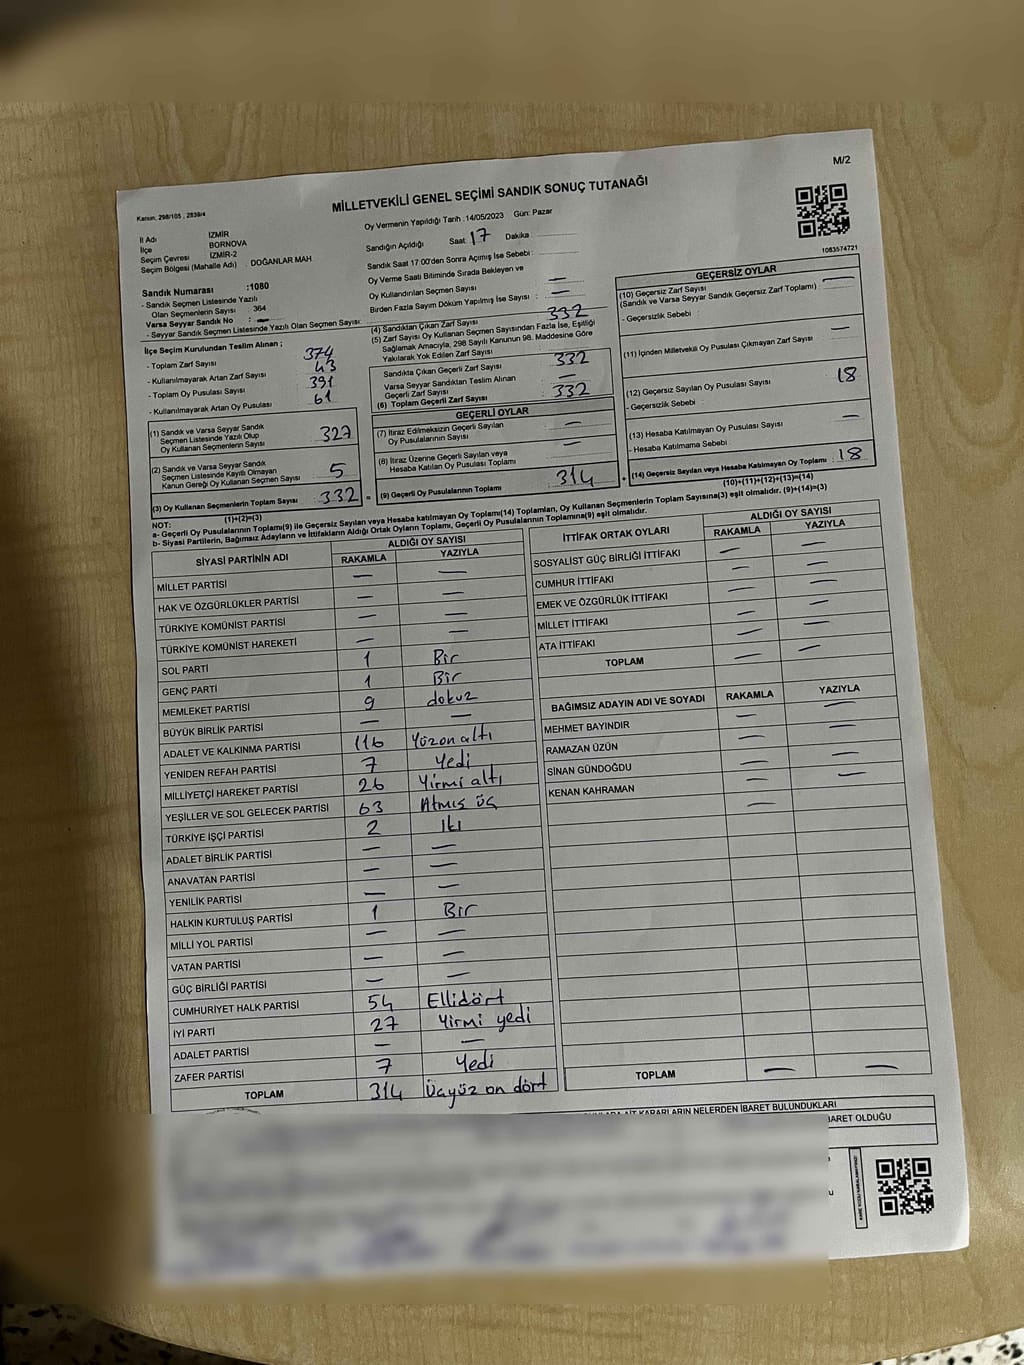 M/2
Kanun: 298/105 , 2839/4
MİLLETVEKİLİ GENEL SEÇİMİ SANDIK SONUÇ TUTANAĞI
İl Adı İZMİR
İlçe BORNOVA
Seçim Çevresi İZMİR-2
Seçim Bölgesi (Mahalle Adı) : DOĞANLAR MAH
Sandık Numarası :1080
- Sandık Seçmen Listesinde Yazılı
Olan Seçmenlerin Sayısı 364
Varsa Seyyar Sandık No : —
- Seyyar Sandık Seçmen Listesinde Yazılı Olan Seçmen Sayısı:
Oy Vermenin Yapıldığı Tarih :14/05/2023 Gün: Pazar
Sandığın Açıldığı Saat 17 Dakika
Sandık Saat 17:00'den Sonra Açımış İse Sebebi :
Oy Verme Saati Bitiminde Sırada Bekleyen ve
Oy Kullandırılan Seçmen Sayısı : —
Birden Fazla Sayım Döküm Yapılmış İse Sayısı : —
1083574721
İlçe Seçim Kurulundan Teslim Alınan ;
- Toplam Zarf Sayısı 374
- Kullanılmayarak Artan Zarf Sayısı 43
- Toplam Oy Pusulası Sayısı 391
- Kullanılmayarak Artan Oy Pusulası 61
(1) Sandık ve Varsa Seyyar Sandık
Seçmen Listesinde Yazılı Olup
Oy Kullanan Seçmenlerin Sayısı 327
(2) Sandık ve Varsa Seyyar Sandık
Seçmen Listesinde Kayıtlı Olmayan
Kanun Gereği Oy Kullanan Seçmen Sayısı 5
(3) Oy Kullanan Seçmenlerin Toplam Sayısı 332 =
(1)+(2)=(3)
(4) Sandıktan Çıkan Zarf Sayısı 332
(5) Zarf Sayısı Oy Kullanan Seçmen Sayısından Fazla İse, Eşitliği
Sağlamak Amacıyla, 298 Sayılı Kanunun 98. Maddesine Göre
Yakılarak Yok Edilen Zarf Sayısı —
Sandıkta Çıkan Geçerli Zarf Sayısı 332
Varsa Seyyar Sandıktan Teslim Alınan
Geçerli Zarf Sayısı —
(6) Toplam Geçerli Zarf Sayısı 332
GEÇERLİ OYLAR
(7) İtiraz Edilmeksizin Geçerli Sayılan
Oy Pusulalarının Sayısı —
(8) İtiraz Üzerine Geçerli Sayılan veya
Hesaba Katılan Oy Pusulası Toplamı —
(9) Geçerli Oy Pusulalarının Toplamı 314 +
GEÇERSİZ OYLAR
(10) Geçersiz Zarf Sayısı
(Sandık ve Varsa Seyyar Sandık Geçersiz Zarf Toplamı) —
- Geçersizlik Sebebi :
(11) İçinden Milletvekili Oy Pusulası Çıkmayan Zarf Sayısı —
(12) Geçersiz Sayılan Oy Pusulası Sayısı 18
- Geçersizlik Sebebi :
(13) Hesaba Katılmayan Oy Pusulası Sayısı —
- Hesaba Katılmama Sebebi :
(14) Geçersiz Sayılan veya Hesaba Katılmayan Oy Toplamı : 18
(10)+(11)+(12)+(13)=(14)
NOT:
a- Geçerli Oy Pusulalarının Toplamı(9) ile Geçersiz Sayılan veya Hesaba katılmayan Oy Toplamı(14) Toplamları, Oy Kullanan Seçmenlerin Toplam Sayısına(3) eşit olmalıdır. (9)+(14)=(3)
b- Siyasi Partilerin, Bağımsız Adayların ve İttifakların Aldığı Ortak Oyların Toplamı, Geçerli Oy Pusulalarının Toplamına(9) eşit olmalıdır.
SİYASİ PARTİNİN ADI ALDIĞI OY SAYISI
RAKAMLA YAZIYLA
MİLLET PARTİSİ — —
HAK VE ÖZGÜRLÜKLER PARTİSİ — —
TÜRKİYE KOMÜNİST PARTİSİ — —
TÜRKİYE KOMÜNİST HAREKETİ — —
SOL PARTİ 1 Bir
GENÇ PARTİ 1 Bir
MEMLEKET PARTİSİ 9 dokuz
BÜYÜK BİRLİK PARTİSİ — —
ADALET VE KALKINMA PARTİSİ 116 Yüzon altı
YENİDEN REFAH PARTİSİ 7 Yedi
MİLLİYETÇİ HAREKET PARTİSİ 26 Yirmi altı
YEŞİLLER VE SOL GELECEK PARTİSİ 63 Atmış üç
TÜRKİYE İŞÇİ PARTİSİ 2 Iki
ADALET BİRLİK PARTİSİ — —
ANAVATAN PARTİSİ — —
YENİLİK PARTİSİ — —
HALKIN KURTULUŞ PARTİSİ 1 Bir
MİLLİ YOL PARTİSİ — —
VATAN PARTİSİ — —
GÜÇ BİRLİĞİ PARTİSİ — —
CUMHURİYET HALK PARTİSİ 54 Ellidört
İYİ PARTİ 27 Yirmi yedi
ADALET PARTİSİ — —
ZAFER PARTİSİ 7 Yedi
TOPLAM 314 Üçyüz on dört
İTTİFAK ORTAK OYLARI ALDIĞI OY SAYISI
RAKAMLA YAZIYLA
SOSYALİST GÜÇ BİRLİĞİ İTTİFAKI — —
CUMHUR İTTİFAKI — —
EMEK VE ÖZGÜRLÜK İTTİFAKI — —
MİLLET İTTİFAKI — —
ATA İTTİFAKI — —
TOPLAM — —
BAĞIMSIZ ADAYIN ADI VE SOYADI RAKAMLA YAZIYLA
MEHMET BAYINDIR — —
RAMAZAN ÜZÜN — —
SİNAN GÜNDOĞDU — —
KENAN KAHRAMAN — —
TOPLAM — —
KARARLARIN NELERDEN İBARET BULUNDUKLARI
BARET OLDUĞU